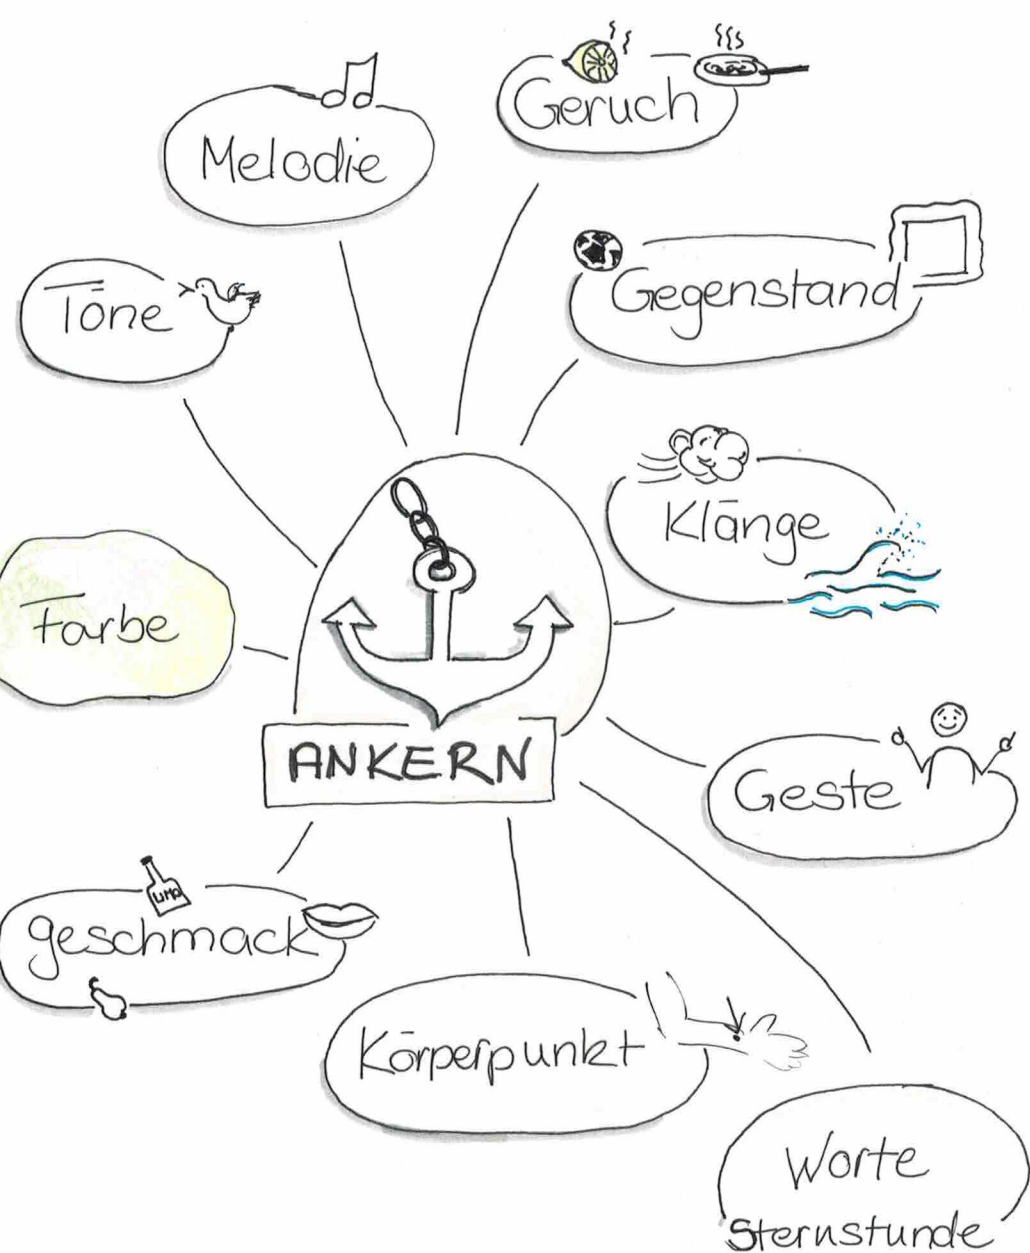 Melodie
Geruch
Töne
Gegenstand
Klänge
Farbe
ANKERN
Geste
LIMO
geschmack
Körperpunkt
Worte
Sternstunde